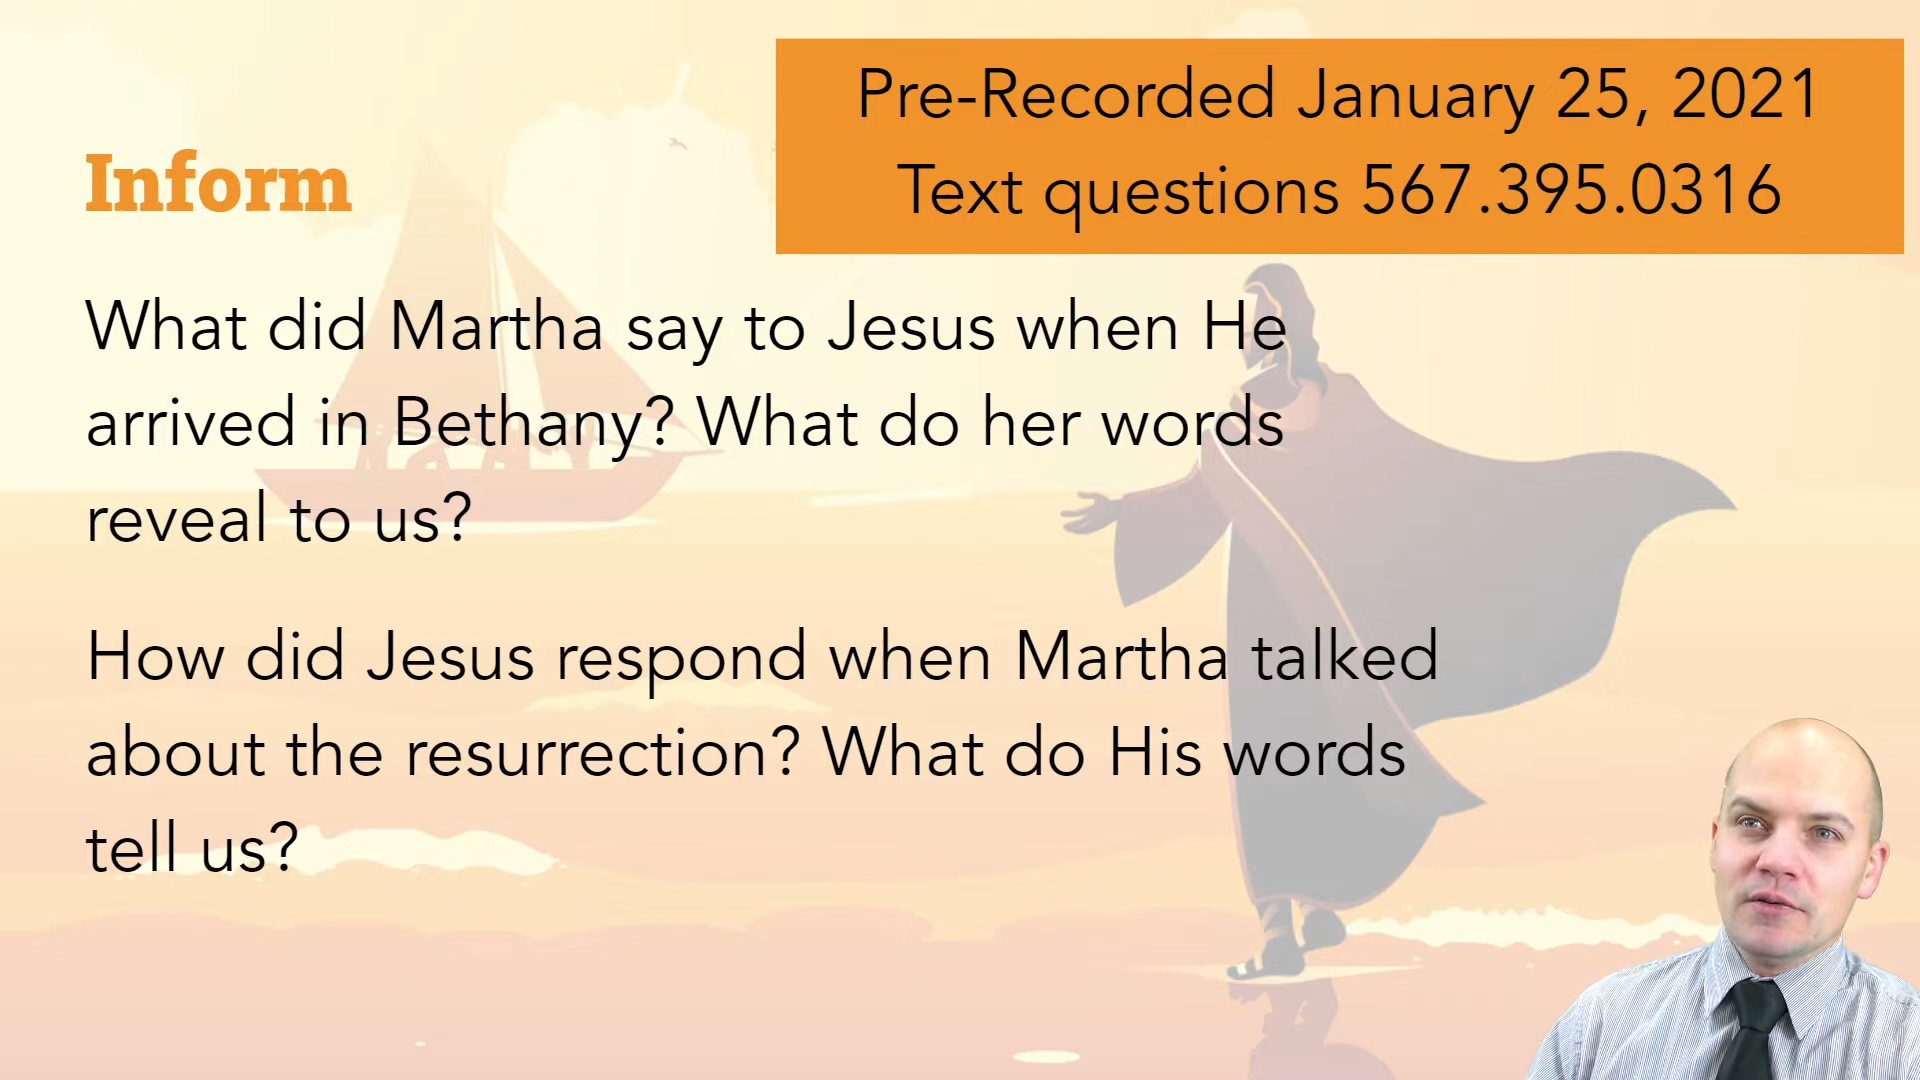 Pre-Recorded January 25, 2021
Text questions 567.395.0316
Inform
What did Martha say to Jesus when He
arrived in Bethany? What do her words
reveal to us?
How did Jesus respond when Martha talked
about the resurrection? What do His words
tell us?